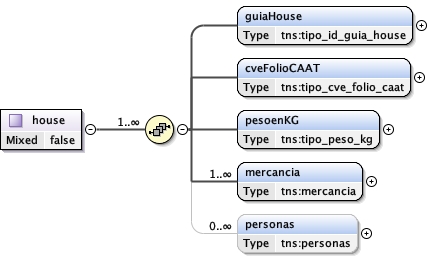 guiaHouse
Type tns:tipo_id_guia_house
cveFolioCAAT
Type tns:tipo_cve_folio_caat
house
Mixed false
1..∞
pesoenKG
Type tns:tipo_peso_kg
1..∞
mercancia
Type tns:mercancia
0..∞
personas
Type tns:personas